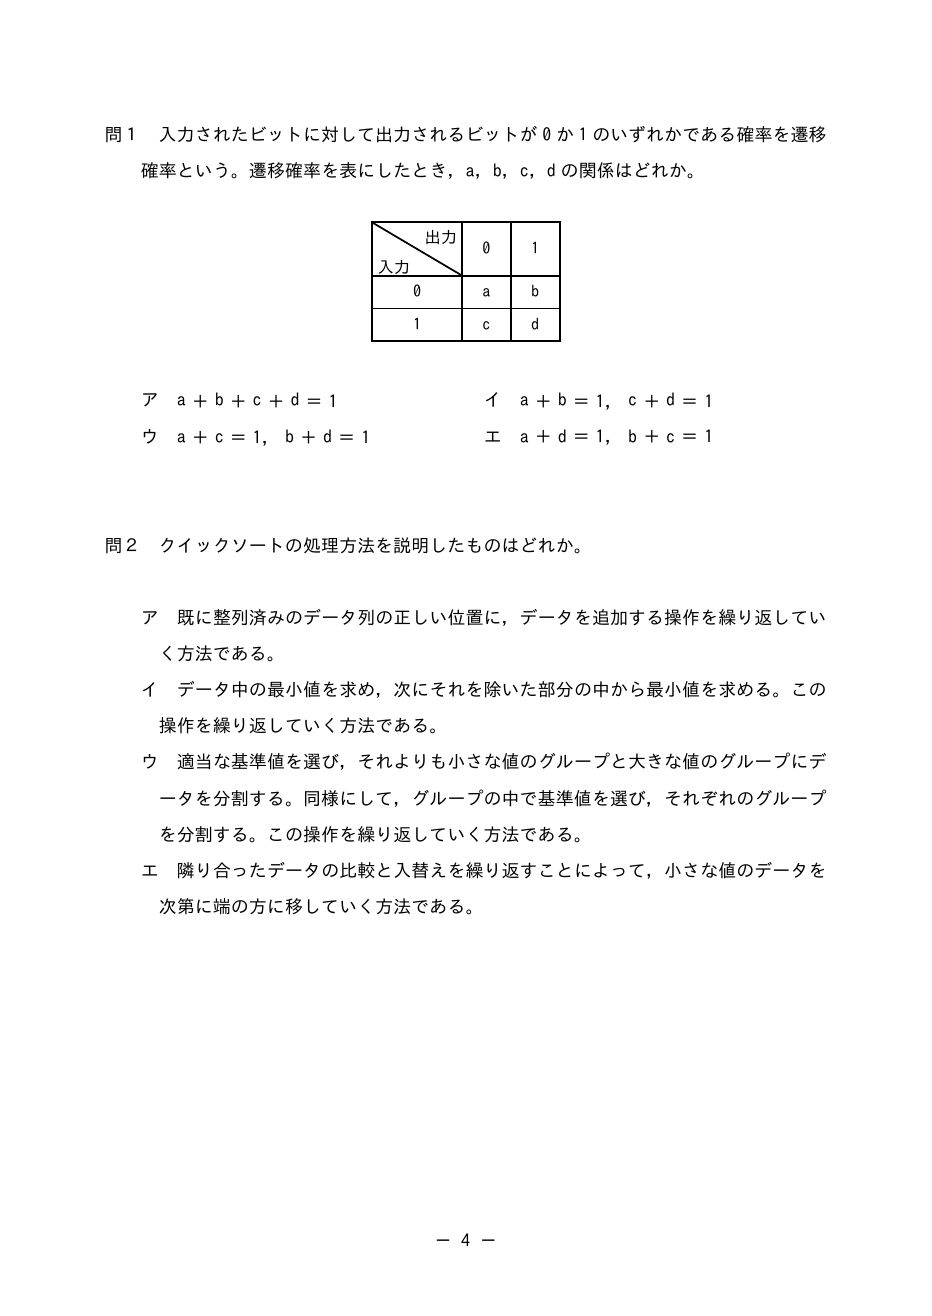 問1 入力されたビットに対して出力されるビットが0か1のいずれかである確率を遷移
確率という。遷移確率を表にしたとき，a，b，c，dの関係はどれか。
出力 0 1
入力
0 a b
1 c d
ア a＋b＋c＋d＝1 イ a＋b＝1，c＋d＝1
ウ a＋c＝1，b＋d＝1 エ a＋d＝1，b＋c＝1
問2 クイックソートの処理方法を説明したものはどれか。
ア 既に整列済みのデータ列の正しい位置に，データを追加する操作を繰り返してい
く方法である。
イ データ中の最小値を求め，次にそれを除いた部分の中から最小値を求める。この
操作を繰り返していく方法である。
ウ 適当な基準値を選び，それよりも小さな値のグループと大きな値のグループにデ
ータを分割する。同様にして，グループの中で基準値を選び，それぞれのグループ
を分割する。この操作を繰り返していく方法である。
エ 隣り合ったデータの比較と入替えを繰り返すことによって，小さな値のデータを
次第に端の方に移していく方法である。
－ 4 －